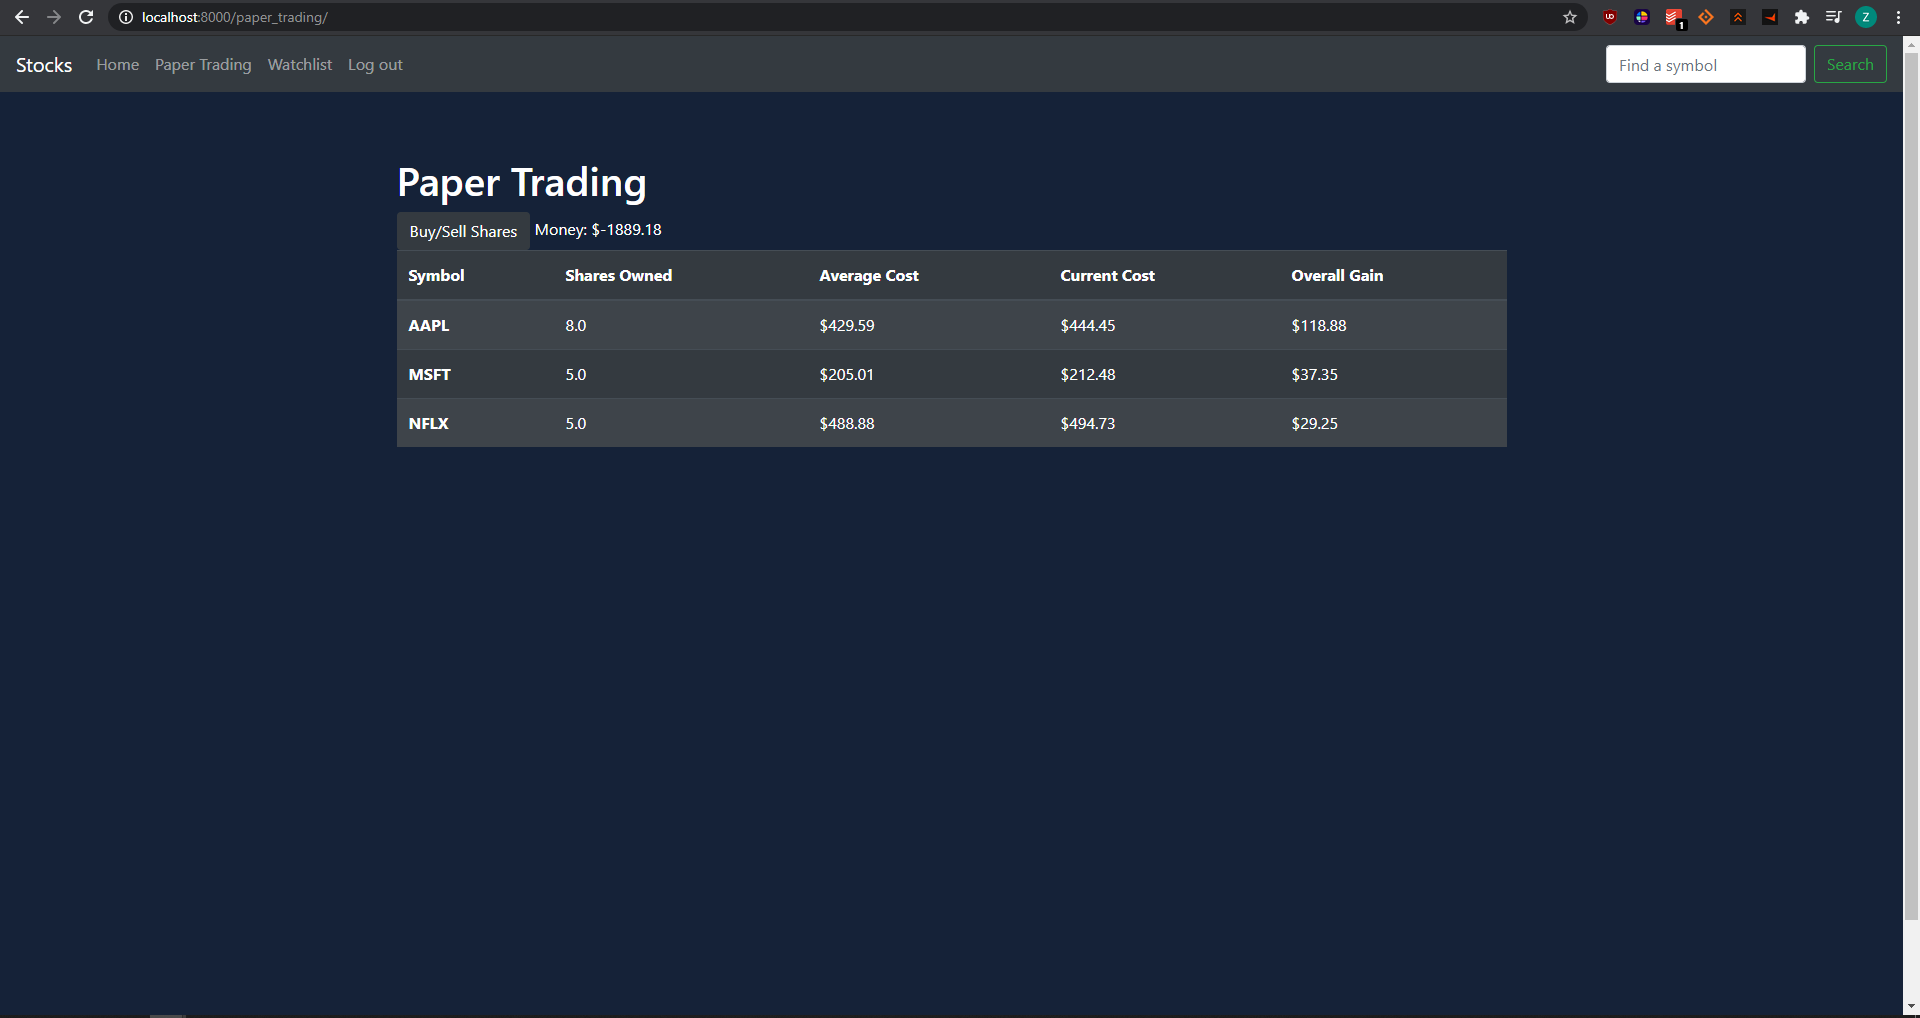 localhost:8000/paper_trading/
1
Z
Stocks Home Paper Trading Watchlist Log out Find a symbol Search
Paper Trading
Buy/Sell Shares Money: $-1889.18
Symbol Shares Owned Average Cost Current Cost Overall Gain
AAPL 8.0 $429.59 $444.45 $118.88
MSFT 5.0 $205.01 $212.48 $37.35
NFLX 5.0 $488.88 $494.73 $29.25